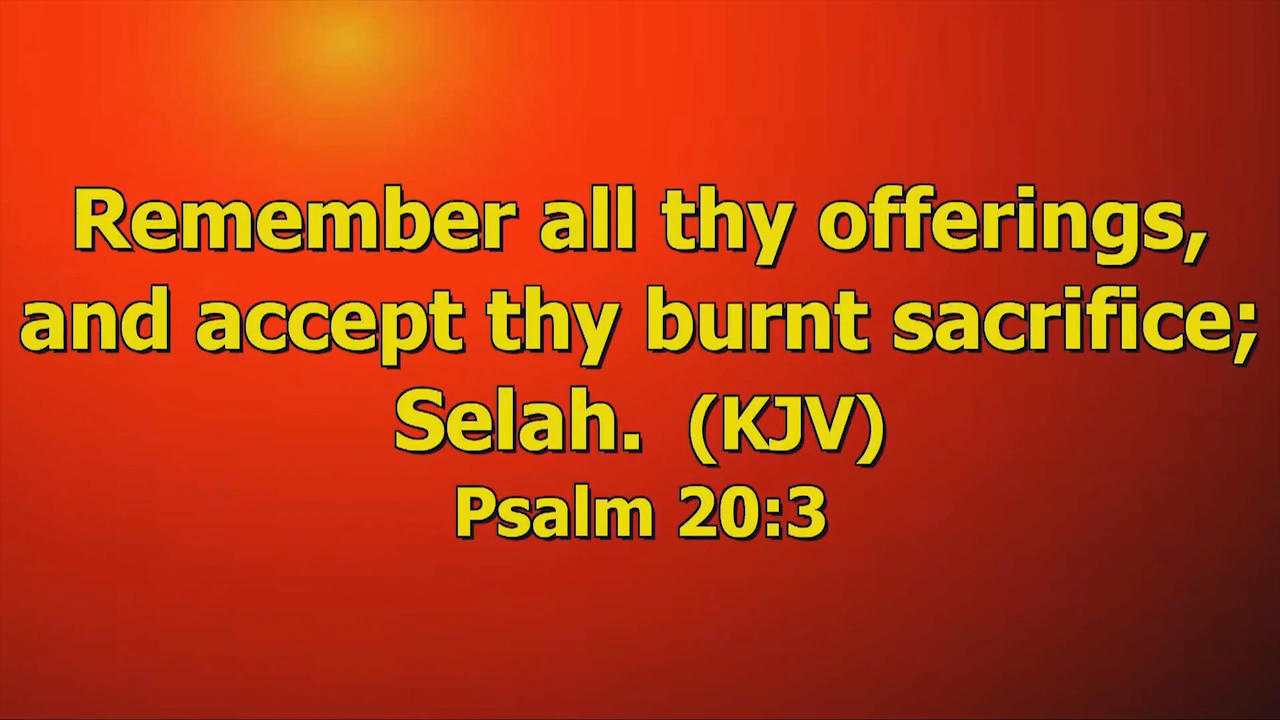 Remember all thy offerings,
and accept thy burnt sacrifice;
Selah.  (KJV)
Psalm 20:3